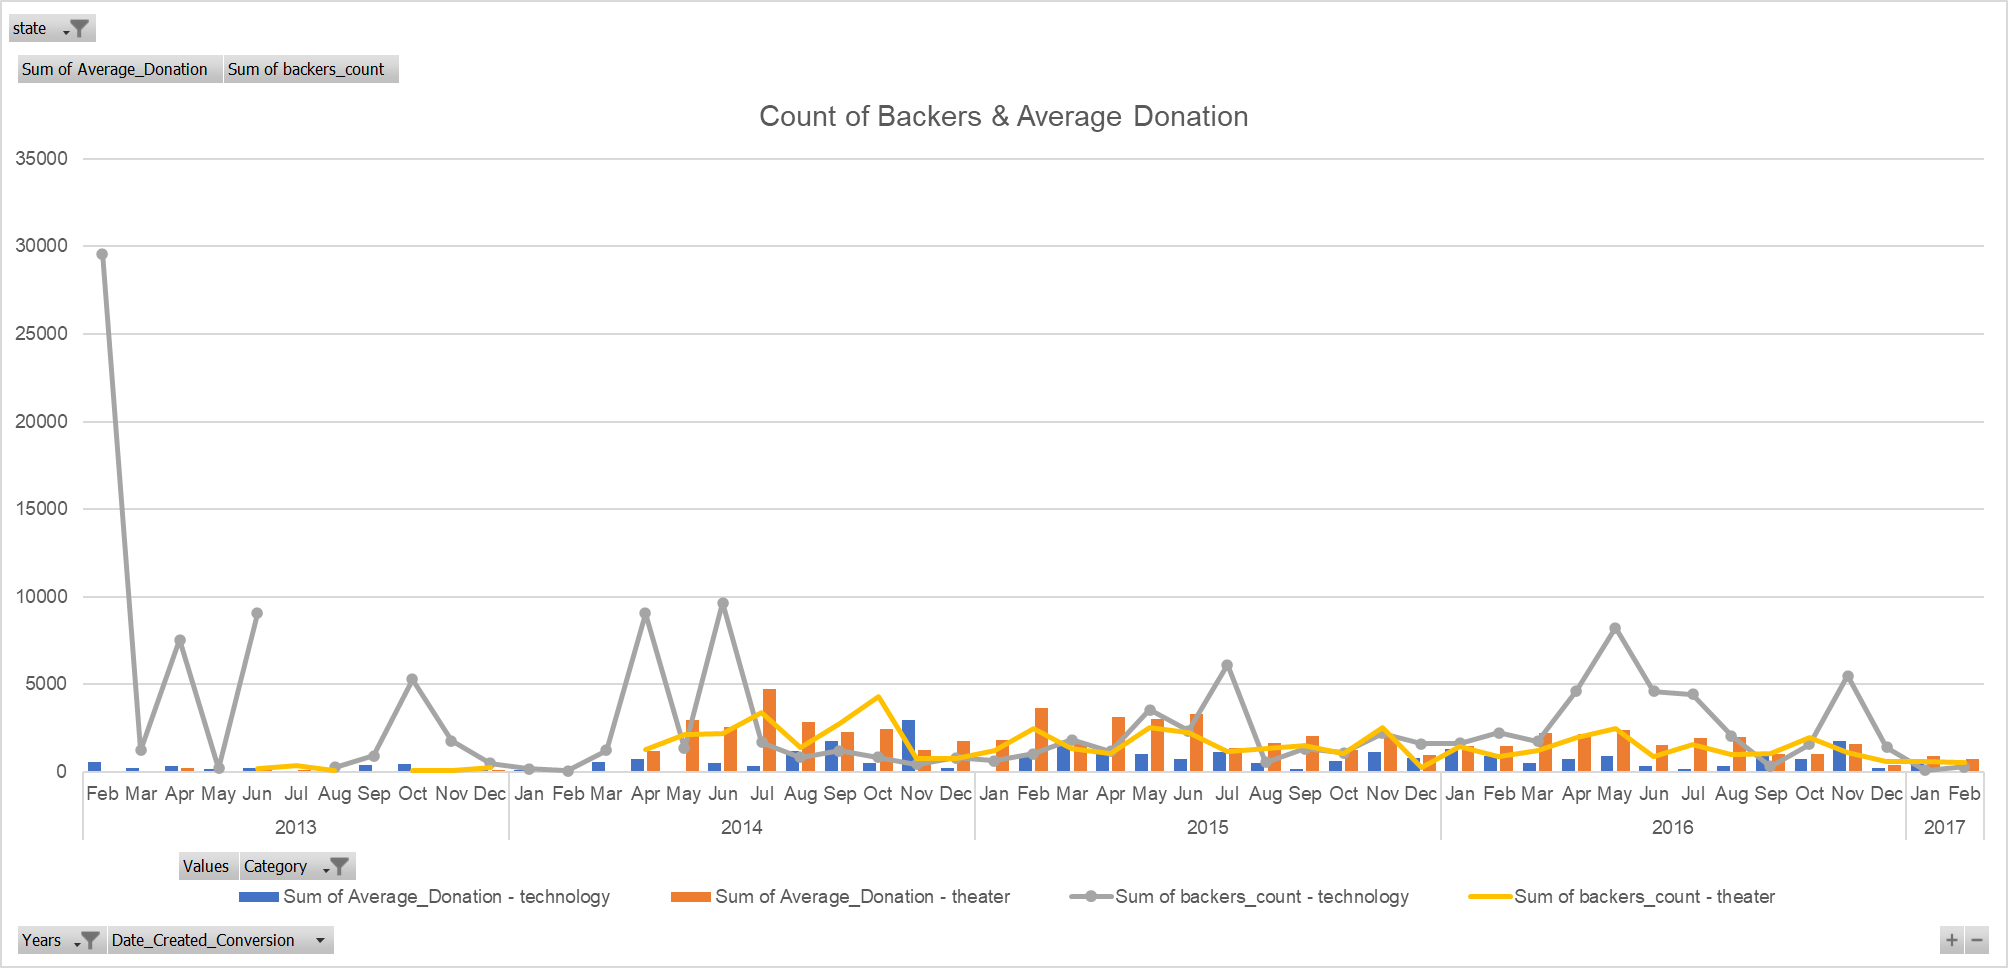 state
Sum of Average_Donation Sum of backers_count
Count of Backers & Average Donation
35000
30000
25000
20000
15000
10000
5000
0
Feb Mar Apr May Jun Jul Aug Sep Oct Nov Dec Jan Feb Mar Apr May Jun Jul Aug Sep Oct Nov Dec Jan Feb Mar Apr May Jun Jul Aug Sep Oct Nov Dec Jan Feb Mar Apr May Jun Jul Aug Sep Oct Nov Dec Jan Feb
2013 2014 2015 2016 2017
Values Category
Sum of Average_Donation - technology Sum of Average_Donation - theater Sum of backers_count - technology Sum of backers_count - theater
Years Date_Created_Conversion + −